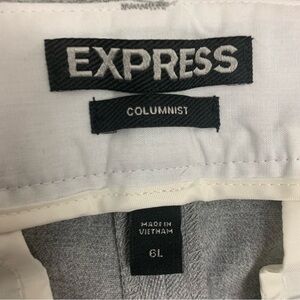 EXPRESS
COLUMNIST
MADE IN
VIETNAM
6L